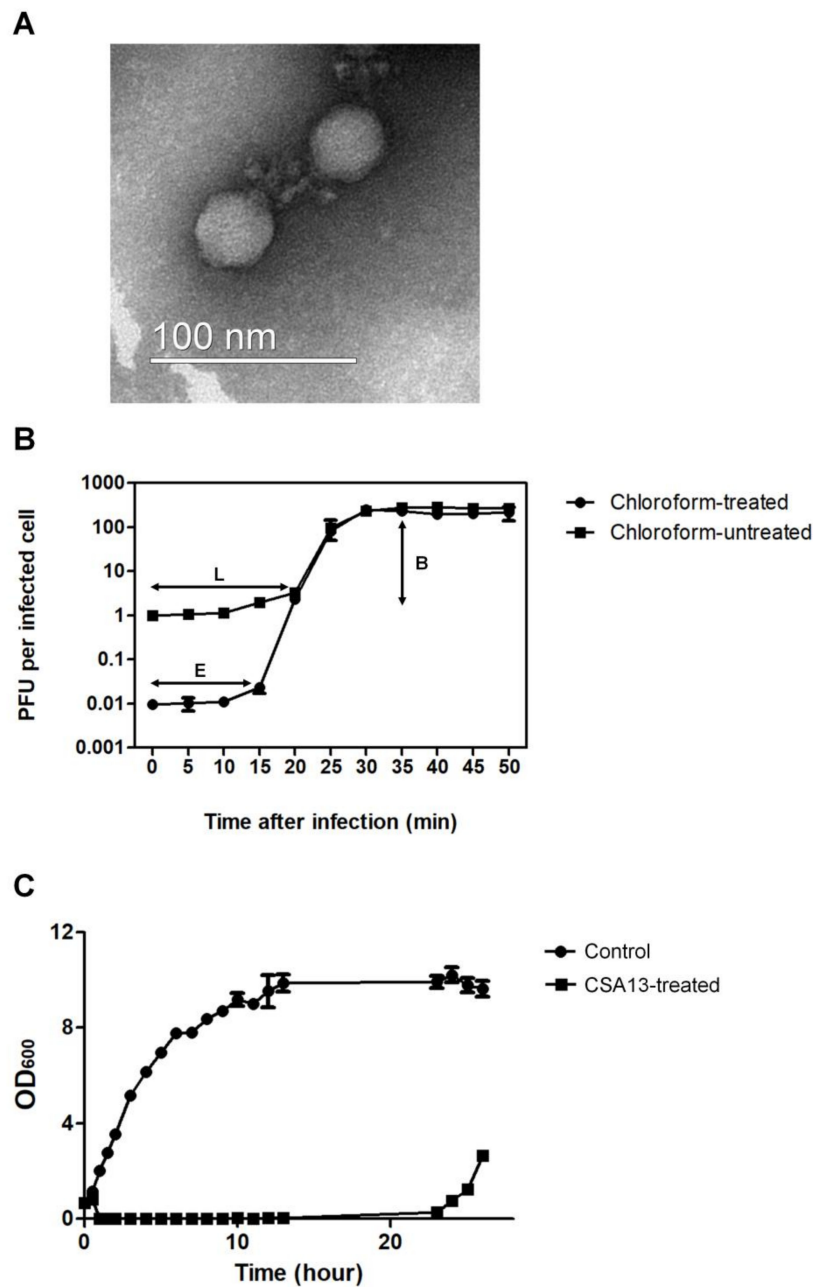 A
100 nm
B
1000
100
10
1
0.1
0.01
0.001
PFU per infected cell
L
E
B
0 5 10 15 20 25 30 35 40 45 50
Time after infection (min)
Chloroform-treated
Chloroform-untreated
C
12
8
4
0
OD600
0 10 20
Time (hour)
Control
CSA13-treated